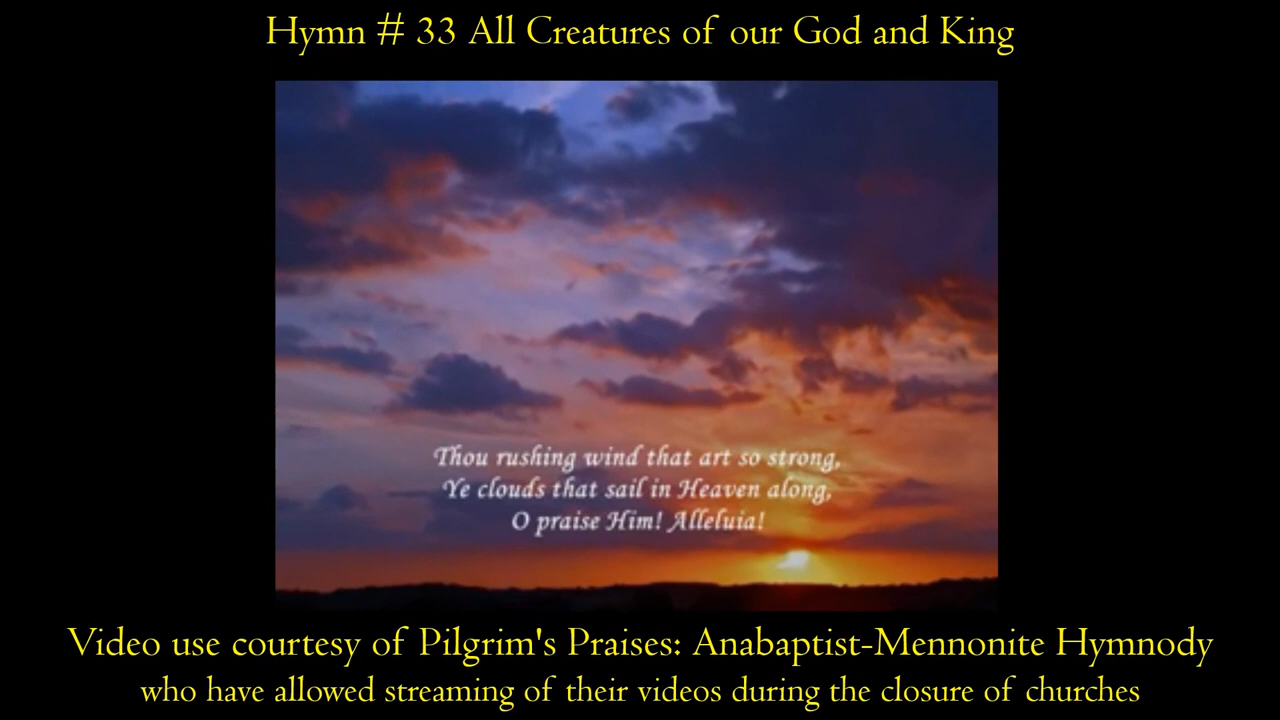 Hymn # 33 All Creatures of our God and King
Thou rushing wind that art so strong,
Ye clouds that sail in Heaven along,
O praise Him! Alleluia!
Video use courtesy of Pilgrim's Praises: Anabaptist-Mennonite Hymnody
who have allowed streaming of their videos during the closure of churches